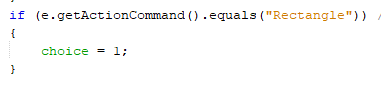 if (e.getActionCommand().equals("Rectangle")) /
{
choice = 1;
}